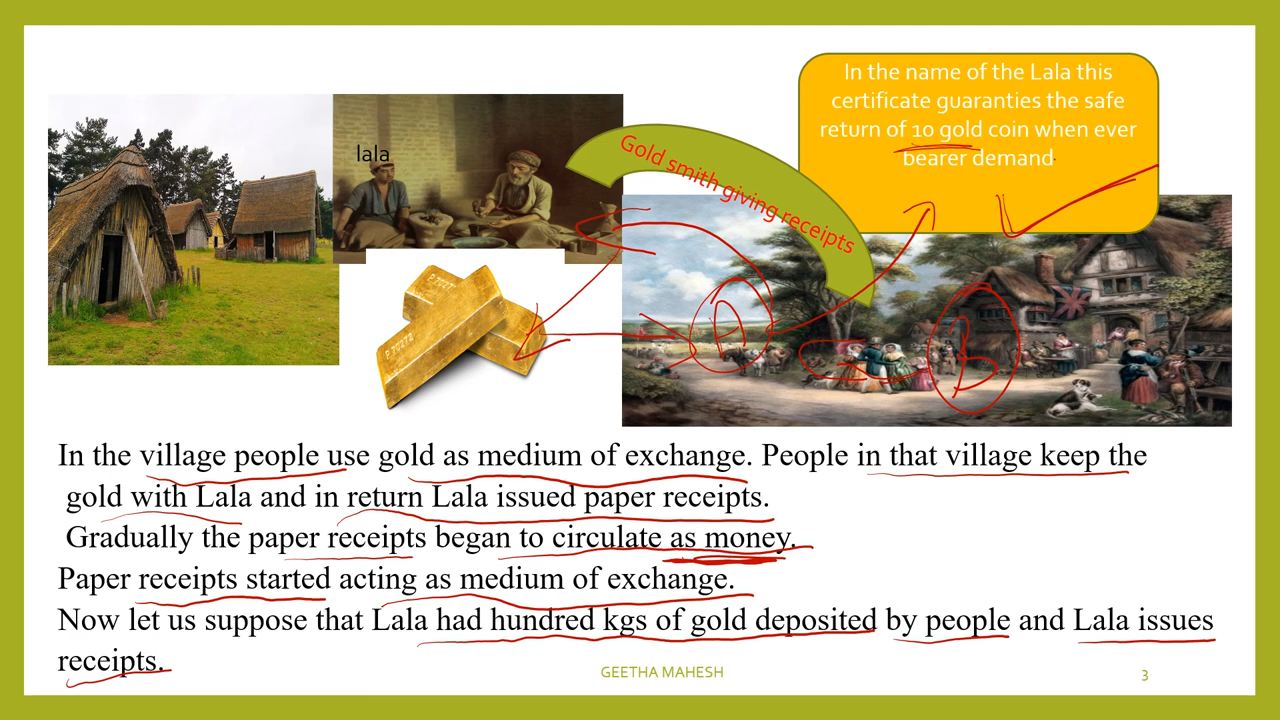 In the name of the Lala this
certificate guaranties the safe
return of 10 gold coin when ever
bearer demand
lala
Gold smith giving receipts
P 70272
A
B
In the village people use gold as medium of exchange. People in that village keep the
gold with Lala and in return Lala issued paper receipts.
Gradually the paper receipts began to circulate as money.
Paper receipts started acting as medium of exchange.
Now let us suppose that Lala had hundred kgs of gold deposited by people and Lala issues
receipts.
GEETHA MAHESH
3